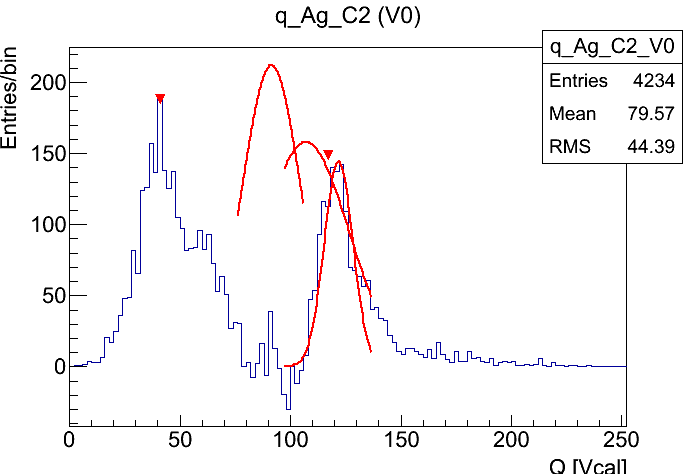 q_Ag_C2 (V0)
Entries/bin
q_Ag_C2_V0
Entries 4234
Mean 79.57
RMS 44.39
200
150
100
50
0
0 50 100 150 200 250
Q [Vcal]